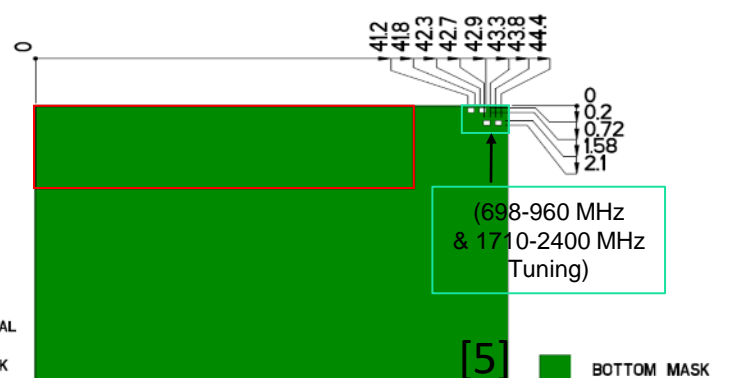 0
41.2
41.8
42.3
42.7
42.9
43.3
43.8
44.4
0
0.2
0.72
1.58
2.1
(698-960 MHz
& 1710-2400 MHz
Tuning)
AL
K
[5]
BOTTOM MASK